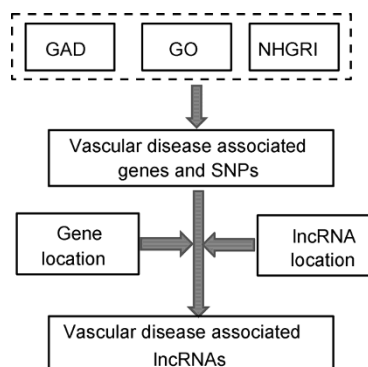 GAD GO NHGRI
Vascular disease associated
genes and SNPs
Gene
location
lncRNA
location
Vascular disease associated
lncRNAs